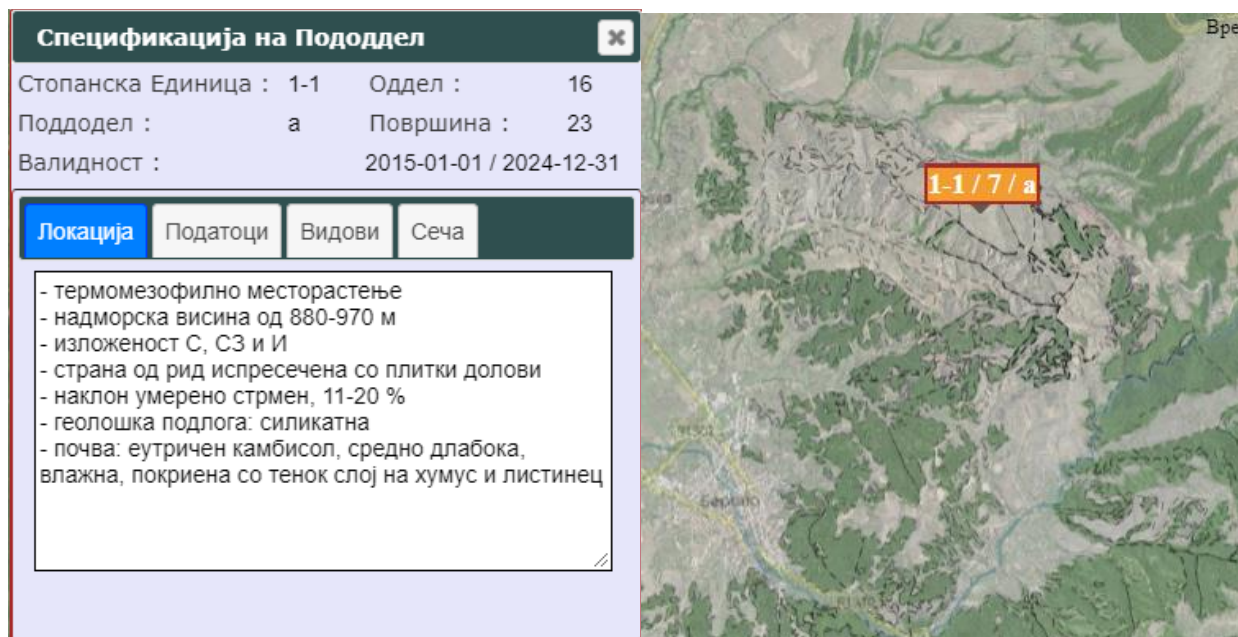 Спецификација на Пододдел
Стопанска Единица : 1-1 Оддел : 16
Поддодел : а Површина : 23
Валидност : 2015-01-01 / 2024-12-31
Локација Податоци Видови Сеча
- термомезофилно месторастење
- надморска висина од 880-970 м
- изложеност С, СЗ и И
- страна од рид испресечена со плитки долови
- наклон умерено стрмен, 11-20 %
- геолошка подлога: силикатна
- почва: еутричен камбисол, средно длабока,
влажна, покриена со тенок слој на хумус и листинец
Вре
1-1 / 7 / а
Берово